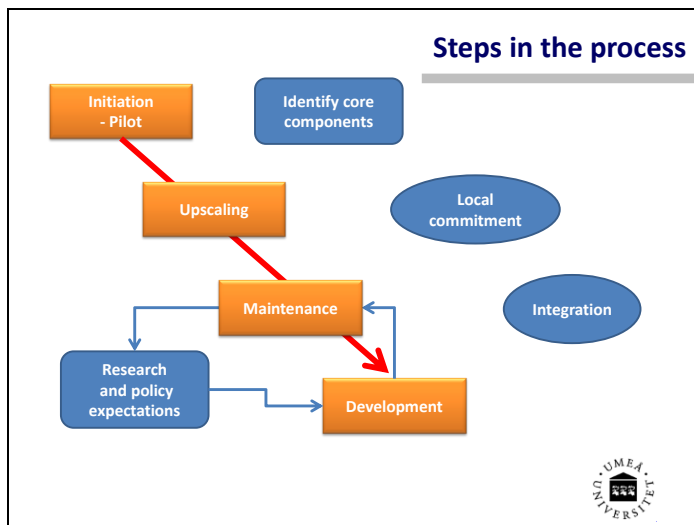 Steps in the process
Initiation
- Pilot
Identify core
components
Upscaling
Local
commitment
Maintenance
Integration
Research
and policy
expectations
Development
UMEÅ UNIVERSITET